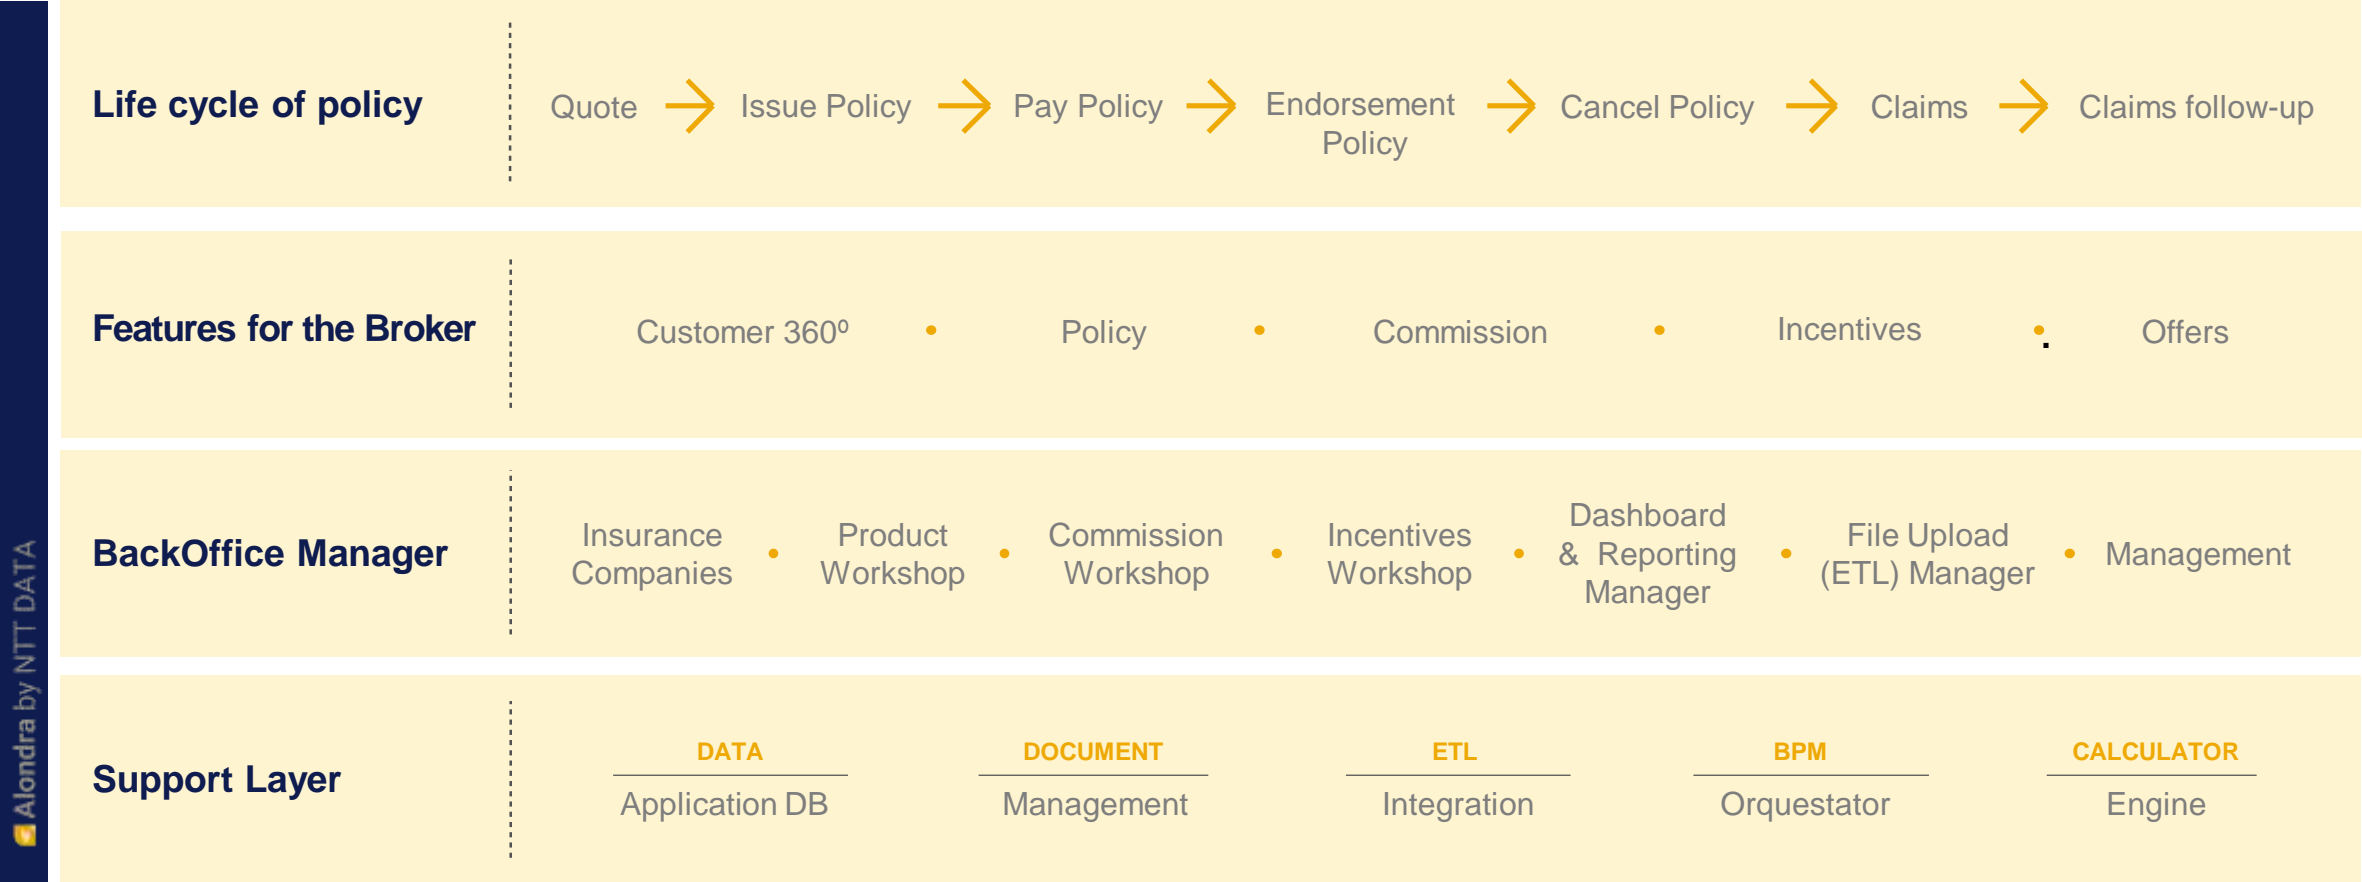 Life cycle of policy
Quote
Issue Policy
Pay Policy
Endorsement
Policy
Cancel Policy
Claims
Claims follow-up
Features for the Broker
Customer 360º
•
Policy
•
Commission
•
Incentives
•
.
Offers
BackOffice Manager
Insurance
Companies
•
Product
Workshop
•
Commission
Workshop
•
Incentives
Workshop
•
Dashboard
& Reporting
Manager
•
File Upload
(ETL) Manager
•
Management
Support Layer
DATA
Application DB
DOCUMENT
Management
ETL
Integration
BPM
Orquestator
CALCULATOR
Engine
Alondra by NTT DATA